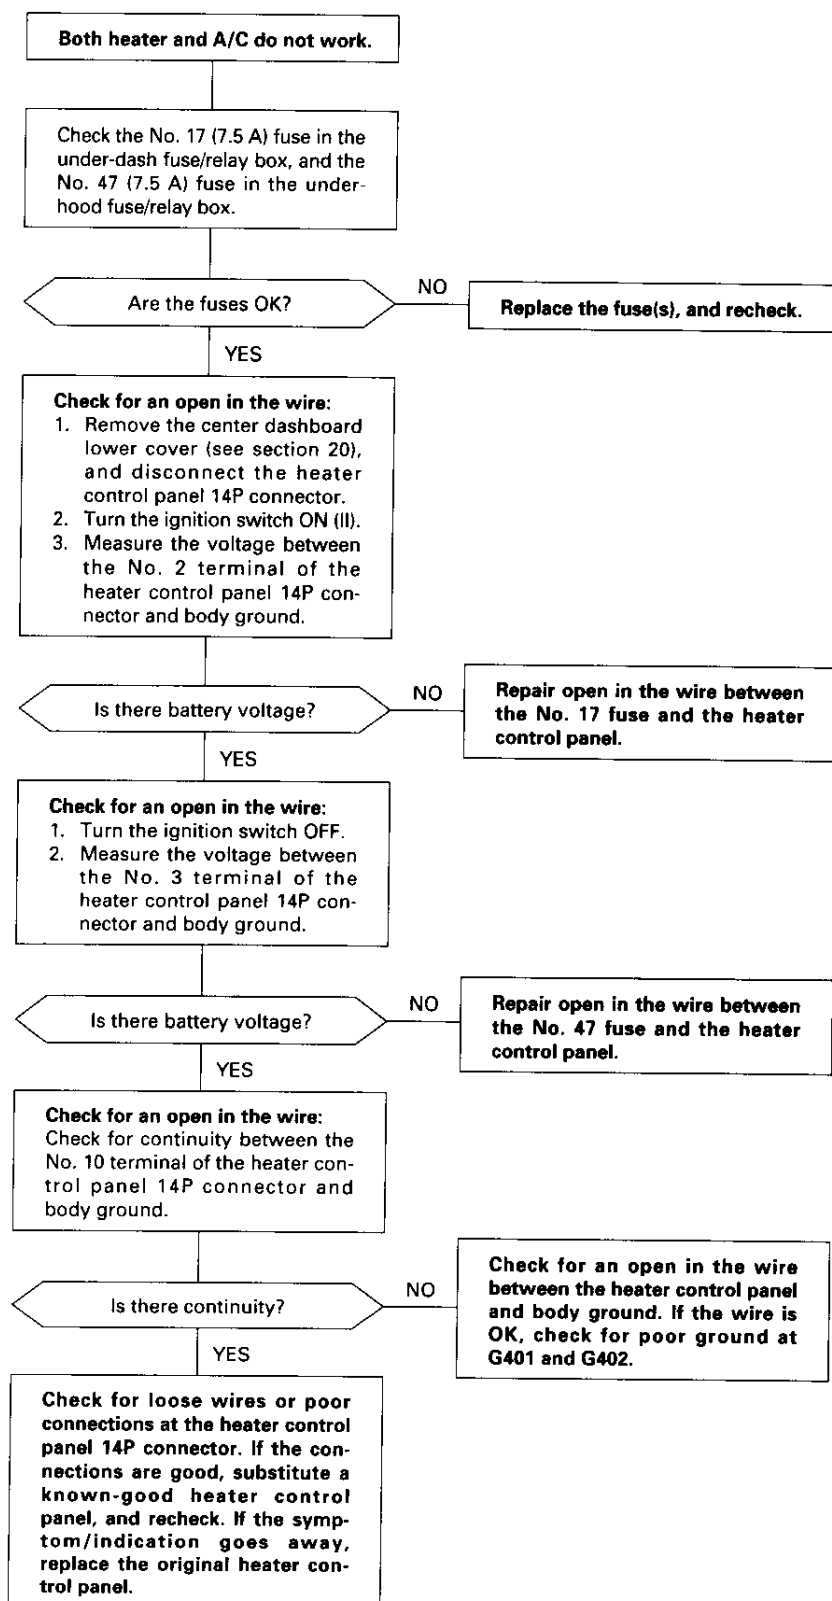 Both heater and A/C do not work.
Check the No. 17 (7.5 A) fuse in the
under-dash fuse/relay box, and the
No. 47 (7.5 A) fuse in the under-
hood fuse/relay box.
Are the fuses OK?
NO
Replace the fuse(s), and recheck.
YES
Check for an open in the wire:
1. Remove the center dashboard
lower cover (see section 20),
and disconnect the heater
control panel 14P connector.
2. Turn the ignition switch ON (II).
3. Measure the voltage between
the No. 2 terminal of the
heater control panel 14P con-
nector and body ground.
Is there battery voltage?
NO
Repair open in the wire between
the No. 17 fuse and the heater
control panel.
YES
Check for an open in the wire:
1. Turn the ignition switch OFF.
2. Measure the voltage between
the No. 3 terminal of the
heater control panel 14P con-
nector and body ground.
Is there battery voltage?
NO
Repair open in the wire between
the No. 47 fuse and the heater
control panel.
YES
Check for an open in the wire:
Check for continuity between the
No. 10 terminal of the heater con-
trol panel 14P connector and
body ground.
Is there continuity?
NO
Check for an open in the wire
between the heater control panel
and body ground. If the wire is
OK, check for poor ground at
G401 and G402.
YES
Check for loose wires or poor
connections at the heater control
panel 14P connector. If the con-
nections are good, substitute a
known-good heater control
panel, and recheck. If the symp-
tom/indication goes away,
replace the original heater con-
trol panel.